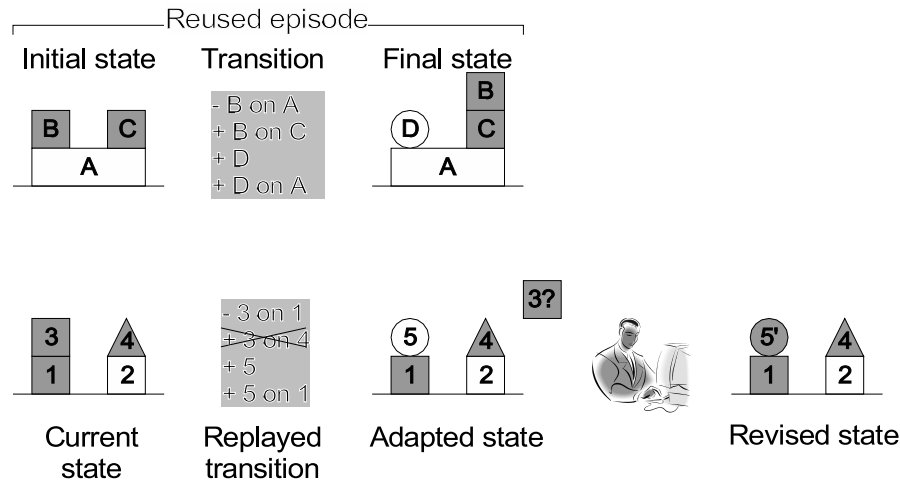 Reused episode
Initial state Transition Final state
- B on A
+ B on C
+ D
+ D on A
B C A
D B C A
3 1 4 2
- 3 on 1
+ 3 on 4
+ 5
+ 5 on 1
5 1 4 2
3?
5' 1 4 2
Current state
Replayed transition
Adapted state
Revised state